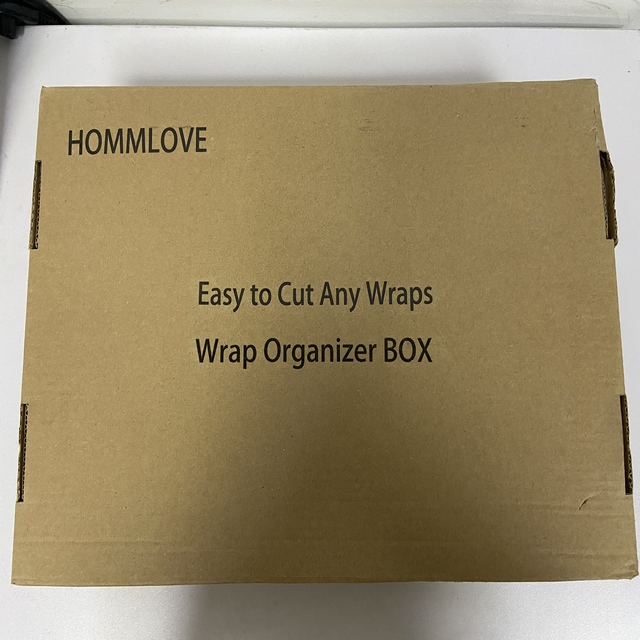 HOMMLOVE
Easy to Cut Any Wraps
Wrap Organizer BOX